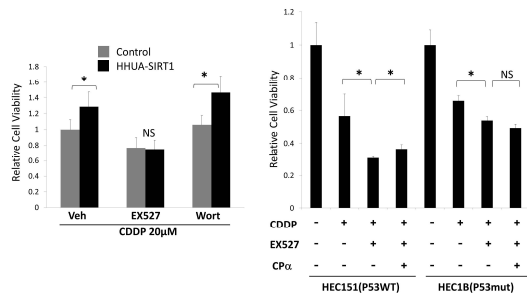 Control
HHUA-SIRT1
Relative Cell Viability
1.8
1.6
1.4
1.2
1
0.8
0.6
0.4
0.2
0
*
NS
*
Veh EX527 Wort
CDDP 20μM
Relative Cell Viability
1.2
1
0.8
0.6
0.4
0.2
0
* * * NS
CDDP - + + + - + + +
EX527 - - + + - - + +
CPα - - - + - - - +
HEC151(P53WT) HEC1B(P53mut)